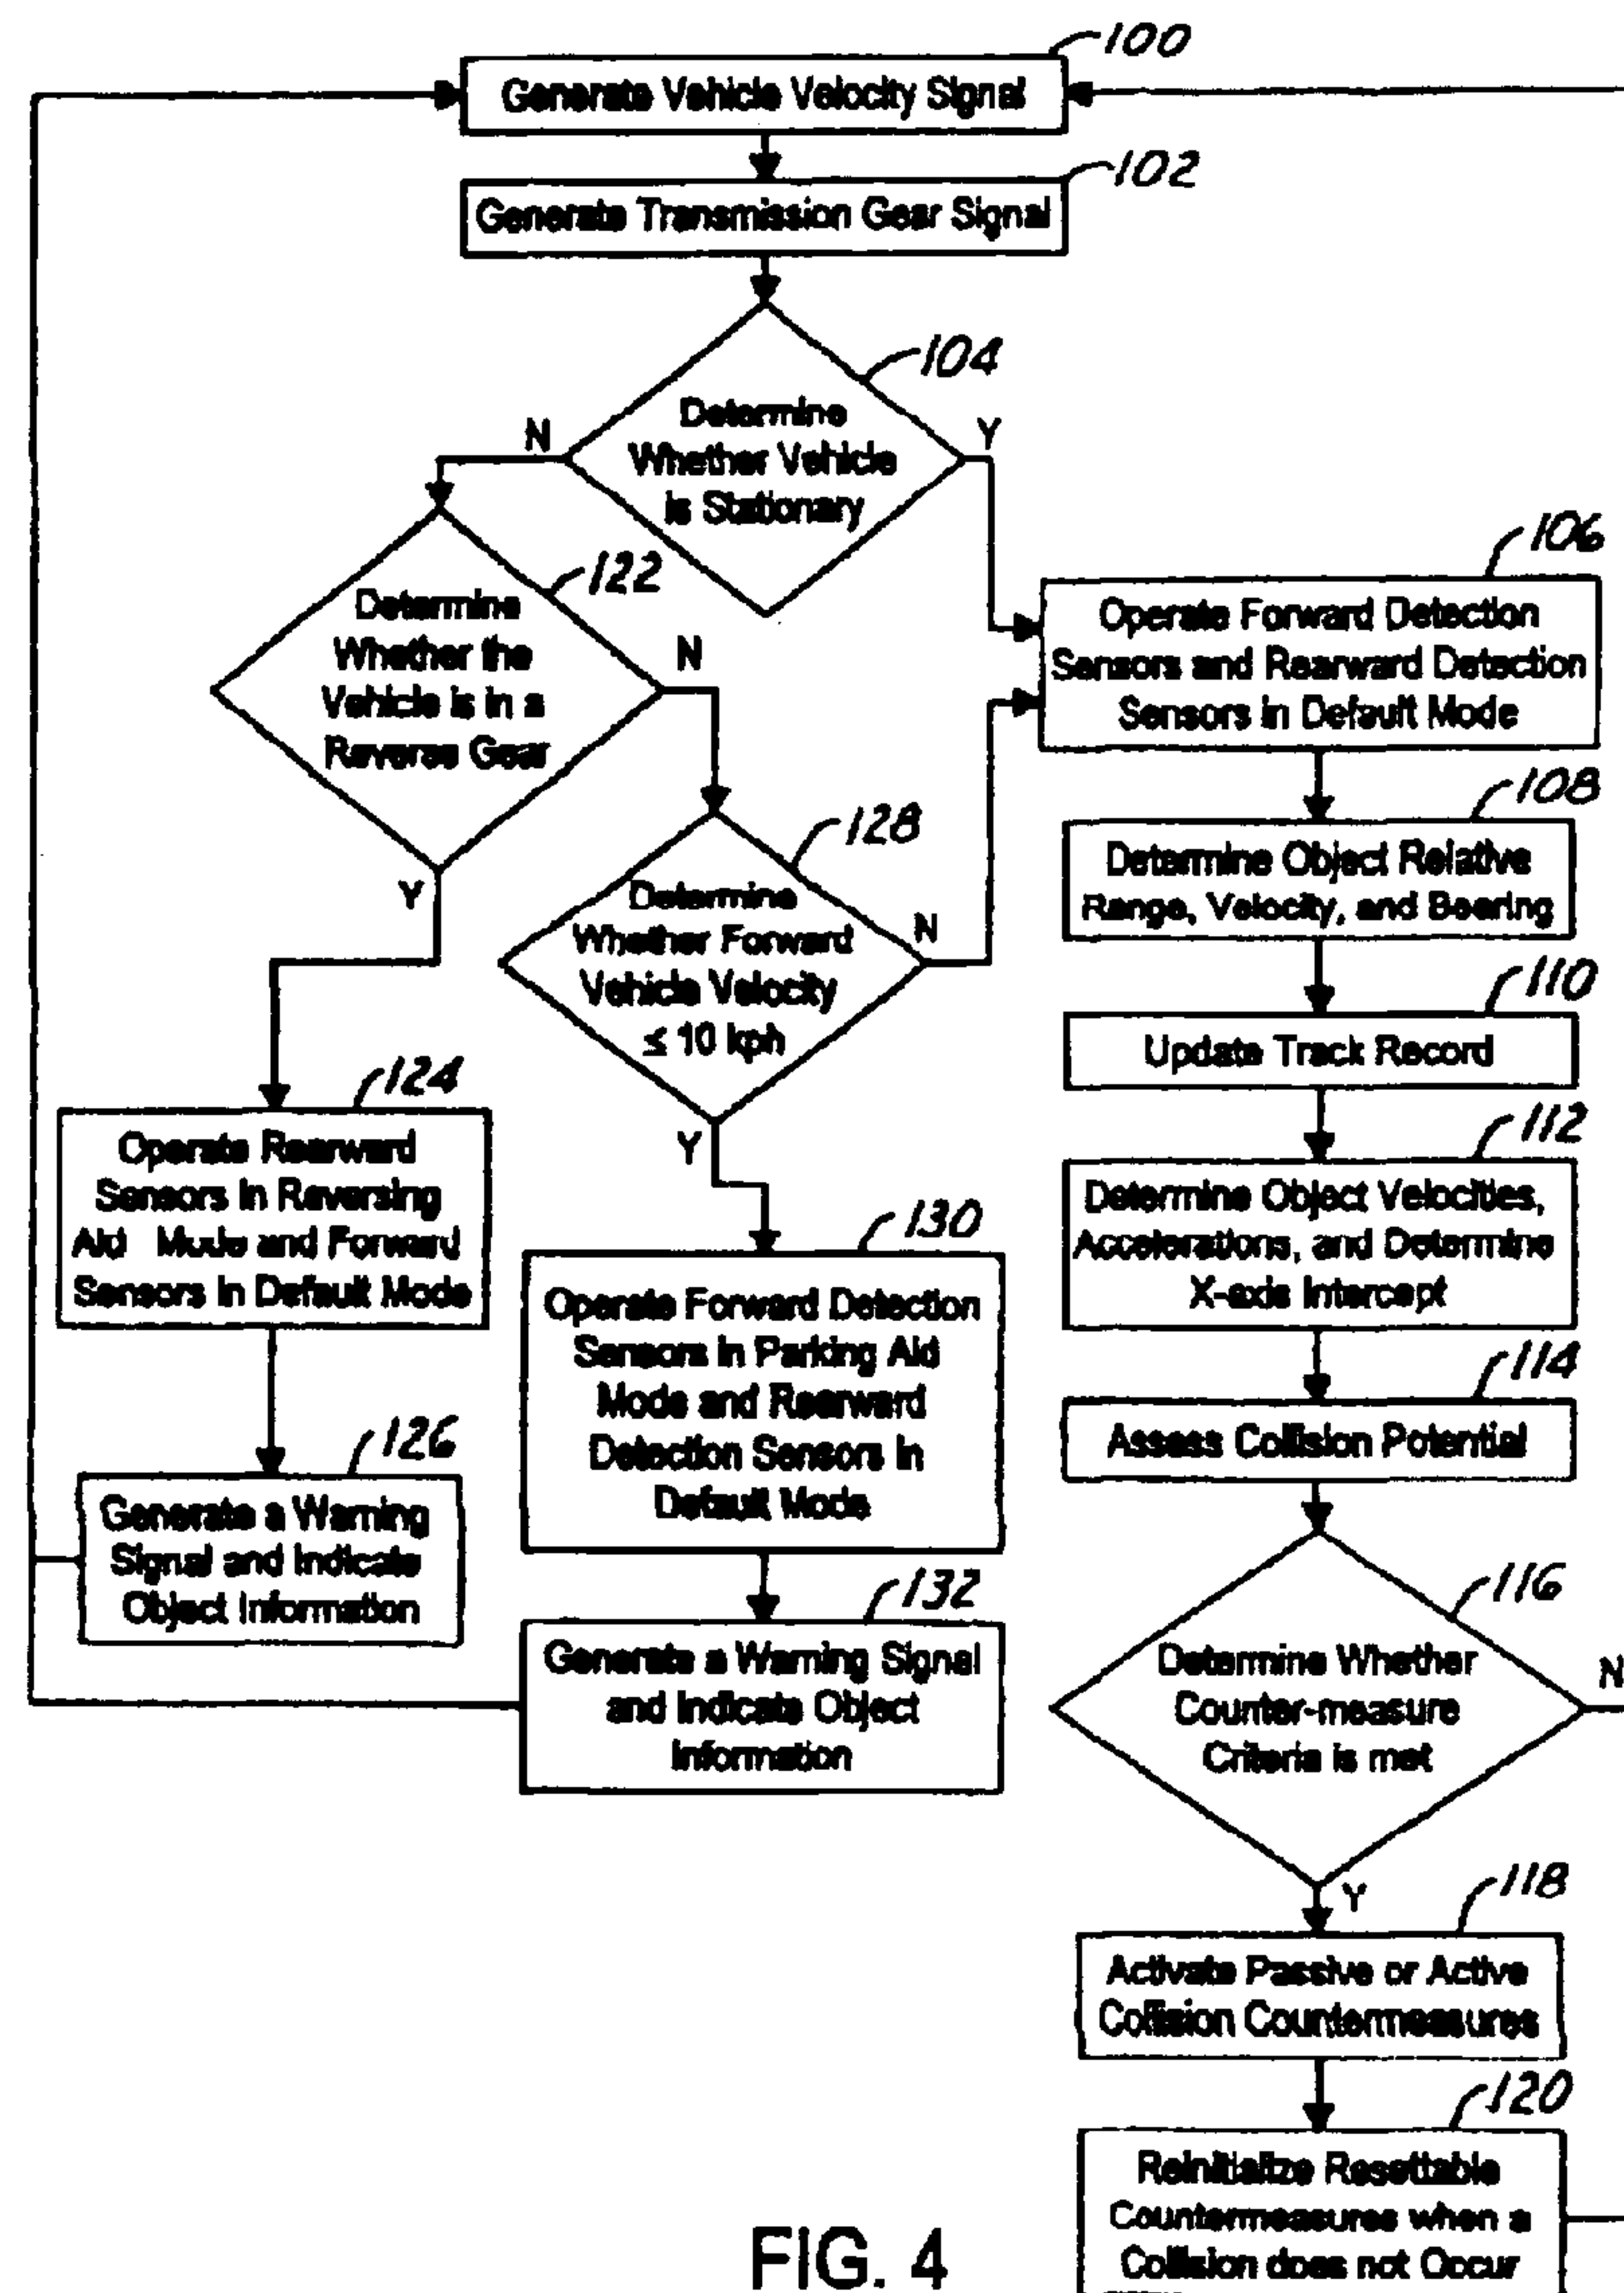 100
Generate Vehicle Velocity Signal
102
Generate Transmission Gear Signal
104
Determine
Whether Vehicle
is Stationary
N
Y
122
Determine
Whether the
Vehicle is in a
Reverse Gear
N
Y
106
Operate Forward Detection
Sensors and Rearward Detection
Sensors in Default Mode
108
Determine Object Relative
Range, Velocity, and Bearing
128
Determine
Whether Forward
Vehicle Velocity
≤ 10 kph
N
Y
110
Update Track Record
124
Operate Rearward
Sensors in Reversing
Aid Mode and Forward
Sensors in Default Mode
112
Determine Object Velocities,
Accelerations, and Determine
X-axis Intercept
130
Operate Forward Detection
Sensors in Parking Aid
Mode and Rearward
Detection Sensors in
Default Mode
114
Assess Collision Potential
126
Generate a Warning
Signal and Indicate
Object Information
132
Generate a Warning Signal
and Indicate Object
Information
116
Determine Whether
Counter-measure
Criteria is met
N
Y
118
Activate Passive or Active
Collision Countermeasures
120
Reinitialize Resettable
Countermeasures when a
Collision does not Occur
FIG. 4